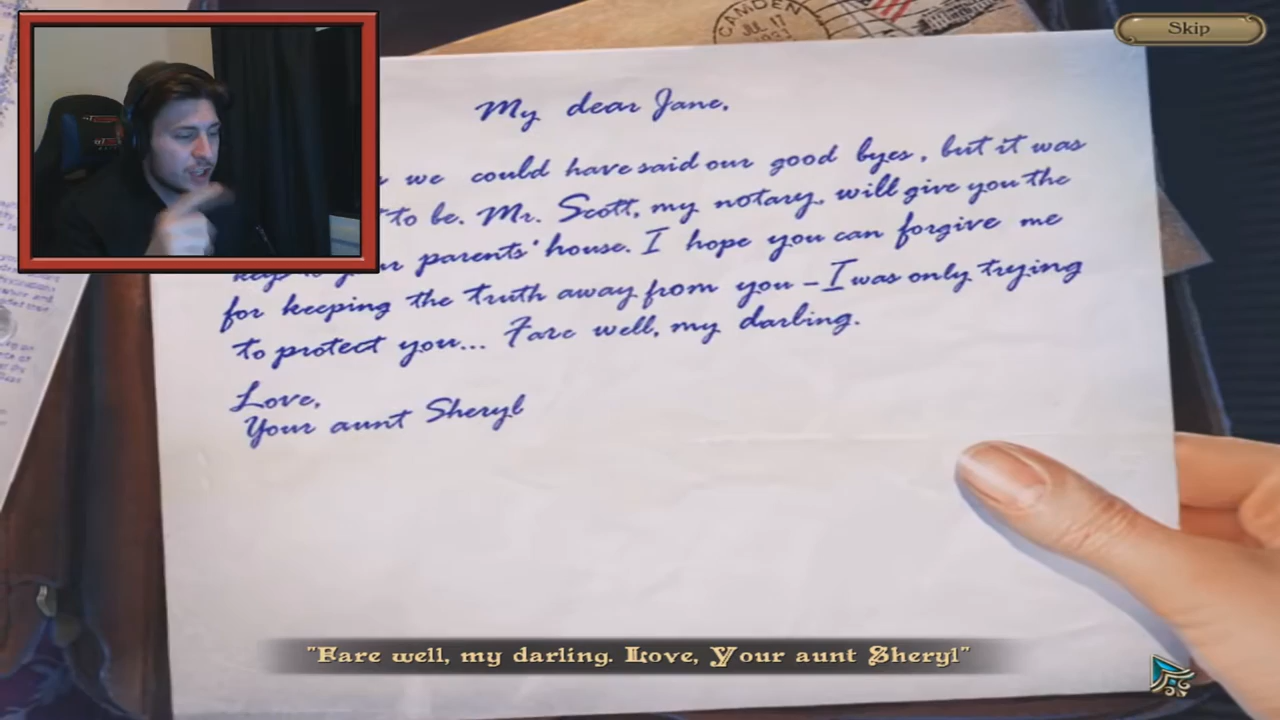 CAMDEN
JUL 17
Skip
My dear Jane,
we could have said our good byes, but it was
to be. Mr. Scott, my notary, will give you the
parents' house. I hope you can forgive me
for keeping the truth away from you – I was only trying
to protect you... Fare well, my darling.
Love,
Your aunt Sheryl
"Fare well, my darling. Love, Your aunt Sheryl"